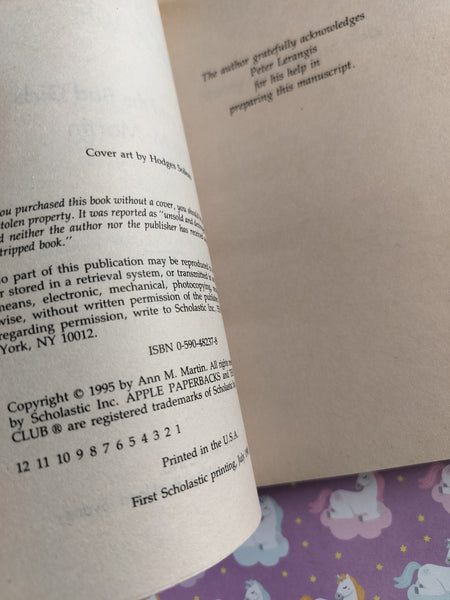 Cover art by Hodges
ou purchased this book without a cover, you
stolen property. It was reported as "unsold and
d neither the author nor the publisher has
tripped book."
o part of this publication may be reproduced
r stored in a retrieval system, or transmitted
means, electronic, mechanical, photocopying,
wise, without written permission of the publisher
regarding permission, write to Scholastic Inc.
York, NY 10012.
ISBN 0-590-48237-8
Copyright © 1995 by Ann M. Martin. All rights
by Scholastic Inc. APPLE PAPERBACKS and
CLUB ® are registered trademarks of Scholastic
12 11 10 9 8 7 6 5 4 3 2 1
Printed in the U.S.A.
First Scholastic printing, July
The author gratefully acknowledges
Peter Lerangis
for his help in
preparing this manuscript.